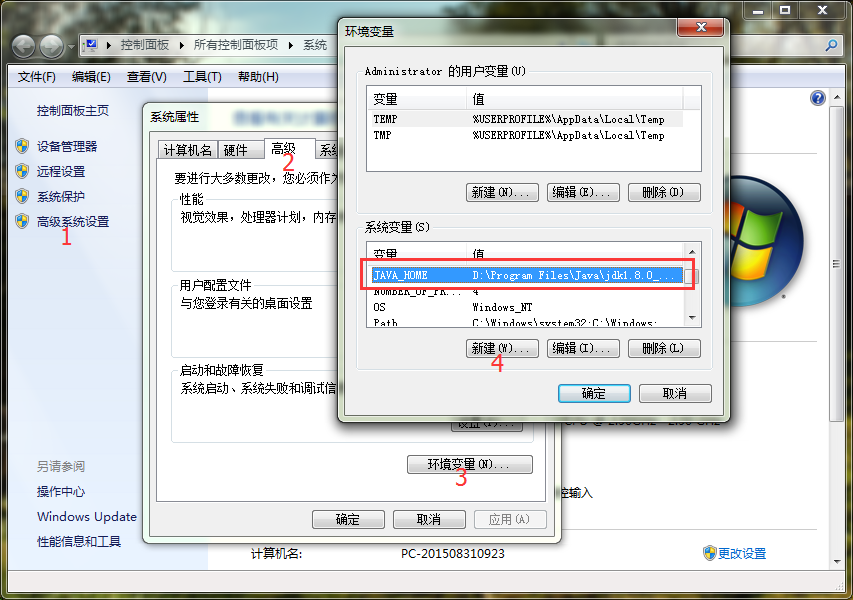 控制面板 ▸ 所有控制面板项 ▸ 系统
文件(F) 编辑(E) 查看(V) 工具(T) 帮助(H)
控制面板主页
设备管理器
远程设置
系统保护
高级系统设置
1
另请参阅
操作中心
Windows Update
性能信息和工具
系统属性
计算机名 硬件 高级
2
要进行大多数更改，您必须作
性能
视觉效果，处理器计划，内存
用户配置文件
与您登录有关的桌面设置
启动和故障恢复
系统启动、系统失败和调试信
环境变量(N)...
3
确定 取消 应用(A)
环境变量
Administrator 的用户变量(U)
变量 值
TEMP %USERPROFILE%\AppData\Local\Temp
TMP %USERPROFILE%\AppData\Local\Temp
新建(N)... 编辑(E)... 删除(D)
系统变量(S)
变量 值
JAVA_HOME D:\Program Files\Java\jdk1.8.0_...
NUMBER_OF_PR... 4
OS Windows_NT
Path C:\Windows\system32;C:\Windows;
新建(W)... 编辑(I)... 删除(L)
4
确定 取消
控输入
计算机名: PC-201508310923
更改设置